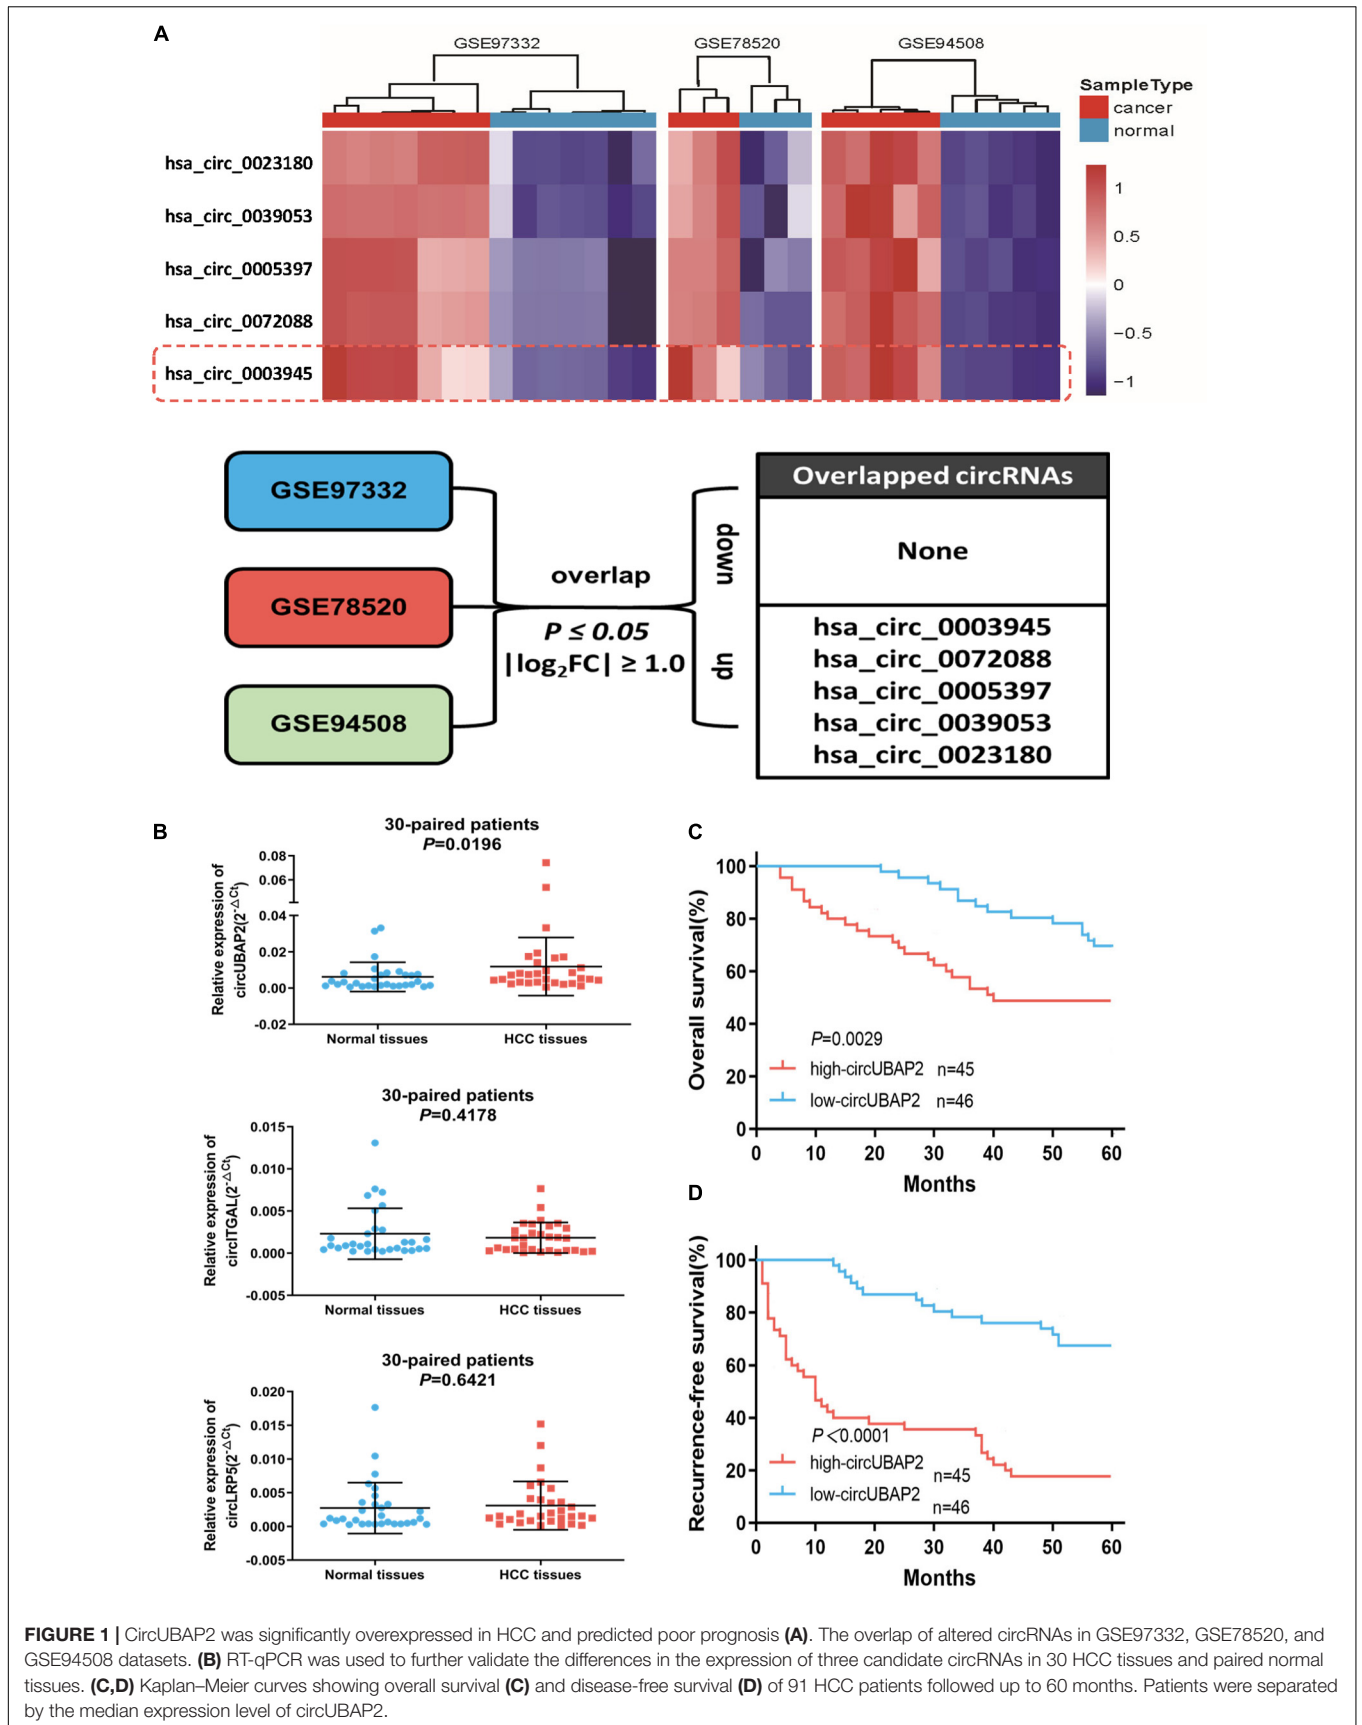 A
GSE97332
GSE78520
GSE94508
SampleType
cancer
normal
hsa_circ_0023180
hsa_circ_0039053
hsa_circ_0005397
hsa_circ_0072088
hsa_circ_0003945
1
0.5
0
−0.5
−1
GSE97332
GSE78520
GSE94508
overlap
P ≤ 0.05
|log₂FC| ≥ 1.0
down
up
Overlapped circRNAs
None
hsa_circ_0003945
hsa_circ_0072088
hsa_circ_0005397
hsa_circ_0039053
hsa_circ_0023180
B
30-paired patients
P=0.0196
Relative expression of
circUBAP2(2^-△Ct)
0.08
0.06
0.04
0.02
0.00
-0.02
Normal tissues
HCC tissues
30-paired patients
P=0.4178
Relative expression of
circITGAL(2^-△Ct)
0.015
0.010
0.005
0.000
-0.005
Normal tissues
HCC tissues
30-paired patients
P=0.6421
Relative expression of
circLRP5(2^-△Ct)
0.020
0.015
0.010
0.005
0.000
-0.005
Normal tissues
HCC tissues
C
Overall survival(%)
100
80
60
40
20
0
P=0.0029
high-circUBAP2 n=45
low-circUBAP2 n=46
0 10 20 30 40 50 60
Months
D
Recurrence-free survival(%)
100
80
60
40
20
0
P<0.0001
high-circUBAP2
n=45
low-circUBAP2
n=46
0 10 20 30 40 50 60
Months
FIGURE 1 | CircUBAP2 was significantly overexpressed in HCC and predicted poor prognosis (A). The overlap of altered circRNAs in GSE97332, GSE78520, and
GSE94508 datasets. (B) RT-qPCR was used to further validate the differences in the expression of three candidate circRNAs in 30 HCC tissues and paired normal
tissues. (C,D) Kaplan–Meier curves showing overall survival (C) and disease-free survival (D) of 91 HCC patients followed up to 60 months. Patients were separated
by the median expression level of circUBAP2.